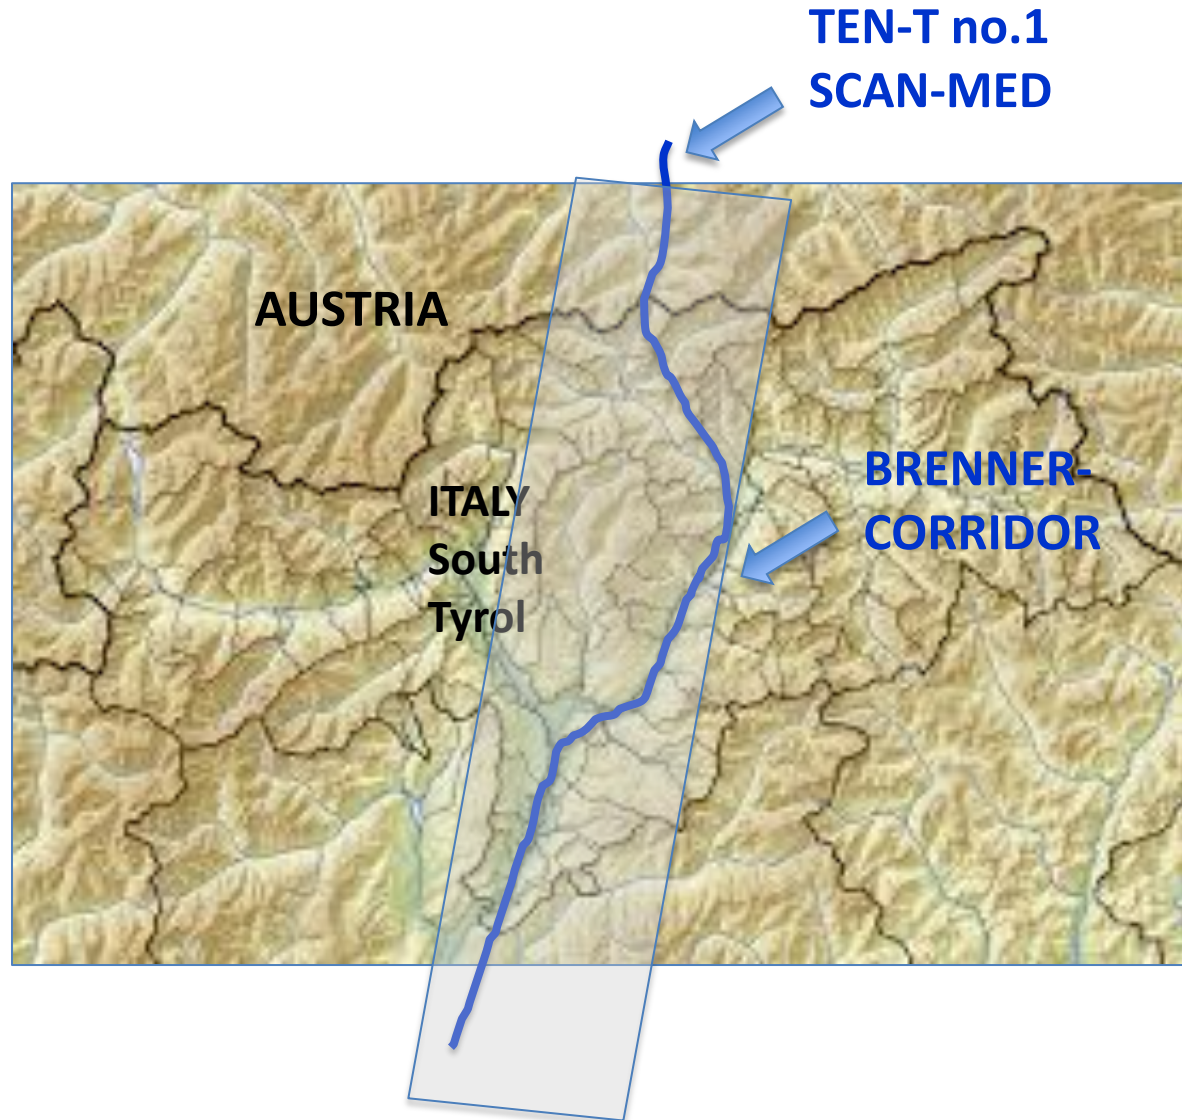 TEN-T no.1
SCAN-MED
AUSTRIA
BRENNER-
CORRIDOR
ITALY
South
Tyrol